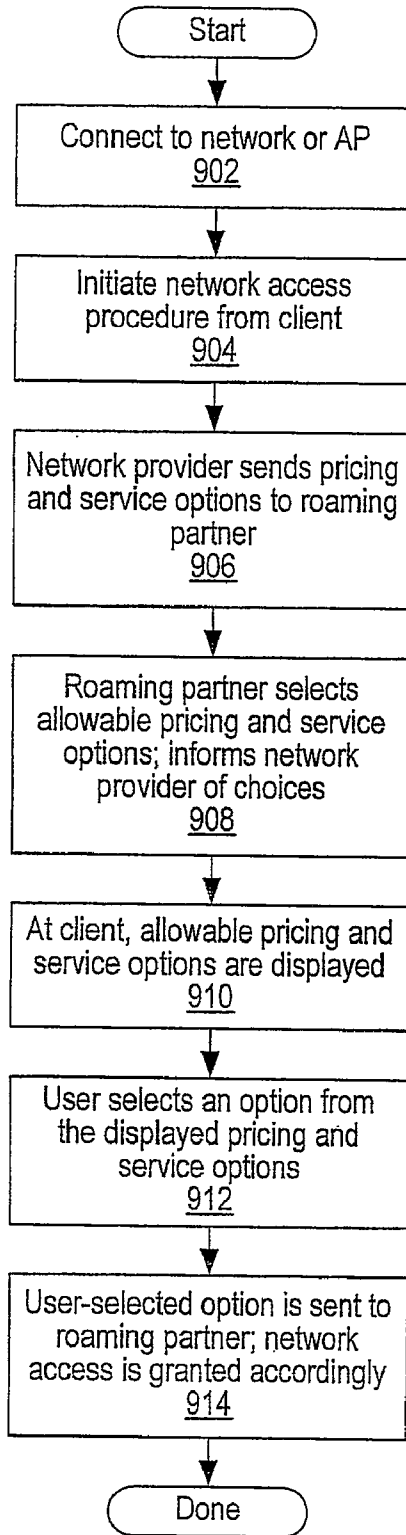 Start
Connect to network or AP
902
Initiate network access
procedure from client
904
Network provider sends pricing
and service options to roaming
partner
906
Roaming partner selects
allowable pricing and service
options; informs network
provider of choices
908
At client, allowable pricing and
service options are displayed
910
User selects an option from
the displayed pricing and
service options
912
User-selected option is sent to
roaming partner; network
access is granted accordingly
914
Done